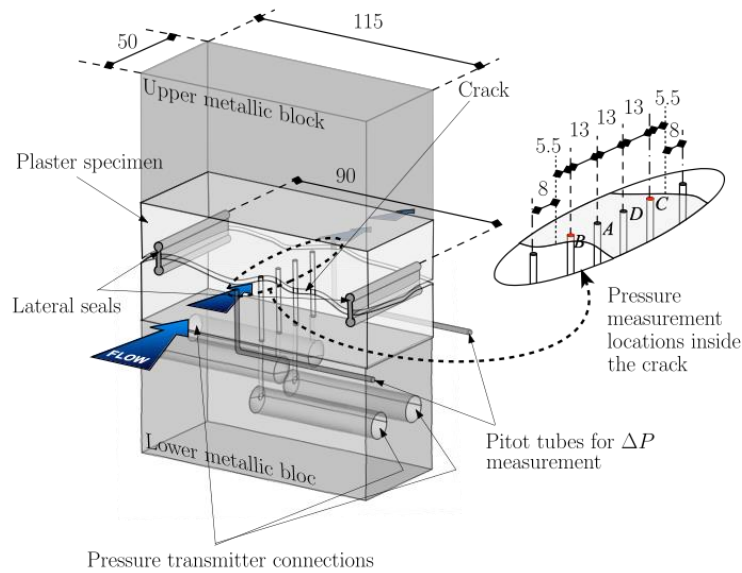 115
50
Upper metallic block
Crack
Plaster specimen
90
5.5
13
13
13
5.5
8
8
B
A
D
C
Lateral seals
FLOW
Pressure
measurement
locations inside
the crack
Pitot tubes for ΔP
measurement
Lower metallic bloc
Pressure transmitter connections